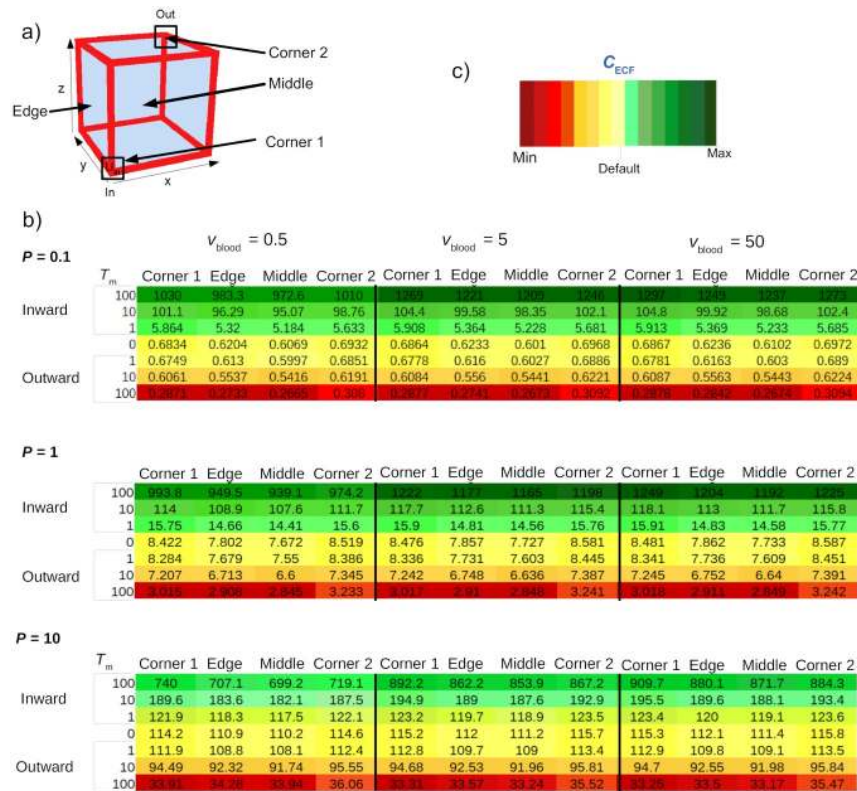 a)
Out
Corner 2
Middle
Edge
Corner 1
z
y
x
In
c)
C_ECF
Min
Default
Max
b)
v_blood = 0.5 v_blood = 5 v_blood = 50
P = 0.1
T_m Corner 1 Edge Middle Corner 2 Corner 1 Edge Middle Corner 2 Corner 1 Edge Middle Corner 2
Inward
100 1030 983.3 972.6 1010 1269 1221 1209 1246 1297 1249 1237 1273
10 101.1 96.29 95.07 98.76 104.4 99.58 98.35 102.1 104.8 99.92 98.68 102.4
1 5.864 5.32 5.184 5.633 5.908 5.364 5.228 5.681 5.913 5.369 5.233 5.685
0 0.6834 0.6204 0.6069 0.6932 0.6864 0.6233 0.601 0.6968 0.6867 0.6236 0.6102 0.6972
Outward
1 0.6749 0.613 0.5997 0.6851 0.6778 0.616 0.6027 0.6886 0.6781 0.6163 0.603 0.689
10 0.6061 0.5537 0.5416 0.6191 0.6084 0.556 0.5441 0.6221 0.6087 0.5563 0.5443 0.6224
100 0.2871 0.2733 0.2665 0.2877 0.2741 0.2673 0.3092 0.2878 0.2842 0.2674 0.3094
P = 1
Corner 1 Edge Middle Corner 2 Corner 1 Edge Middle Corner 2 Corner 1 Edge Middle Corner 2
Inward
100 993.8 949.5 939.1 974.2 1222 1177 1165 1198 1249 1204 1192 1225
10 114 108.9 107.6 111.7 117.7 112.6 111.3 115.4 118.1 113 111.7 115.8
1 15.75 14.66 14.41 15.6 15.9 14.81 14.56 15.76 15.91 14.83 14.58 15.77
0 8.422 7.802 7.672 8.519 8.476 7.857 7.727 8.581 8.481 7.862 7.733 8.587
Outward
1 8.284 7.679 7.55 8.386 8.336 7.731 7.603 8.445 8.341 7.736 7.609 8.451
10 7.207 6.713 6.6 7.345 7.242 6.748 6.636 7.387 7.245 6.752 6.64 7.391
100 3.015 2.908 2.845 3.233 3.017 2.91 2.848 3.241 3.018 2.911 2.849 3.242
P = 10
T_m Corner 1 Edge Middle Corner 2 Corner 1 Edge Middle Corner 2 Corner 1 Edge Middle Corner 2
Inward
100 740 707.1 699.2 719.1 892.2 862.2 853.9 867.2 909.7 880.1 871.7 884.3
10 189.6 183.6 182.1 187.5 194.9 189 187.6 192.9 195.5 189.6 188.1 193.4
1 121.9 118.3 117.5 122.1 123.2 119.7 118.9 123.5 123.4 120 119.1 123.6
0 114.2 110.9 110.2 114.6 115.2 112 111.2 115.7 115.3 112.1 111.4 115.8
Outward
1 111.9 108.8 108.1 112.4 112.8 109.7 109 113.4 112.9 109.8 109.1 113.5
10 94.49 92.32 91.74 95.55 94.68 92.53 91.96 95.81 94.7 92.55 91.98 95.84
100 33.91 34.28 33.94 36.06 33.31 33.57 33.24 35.52 33.25 33.5 33.17 35.47